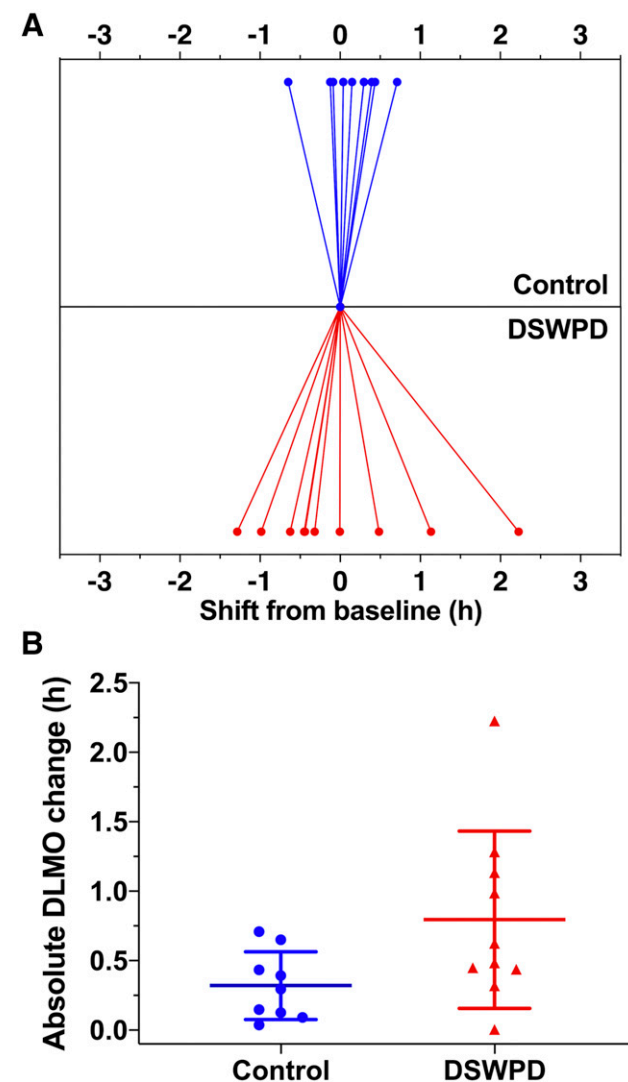 A
-3 -2 -1 0 1 2 3
Control
DSWPD
-3 -2 -1 0 1 2 3
Shift from baseline (h)
B
Absolute DLMO change (h)
2.5
2.0
1.5
1.0
0.5
0.0
Control DSWPD